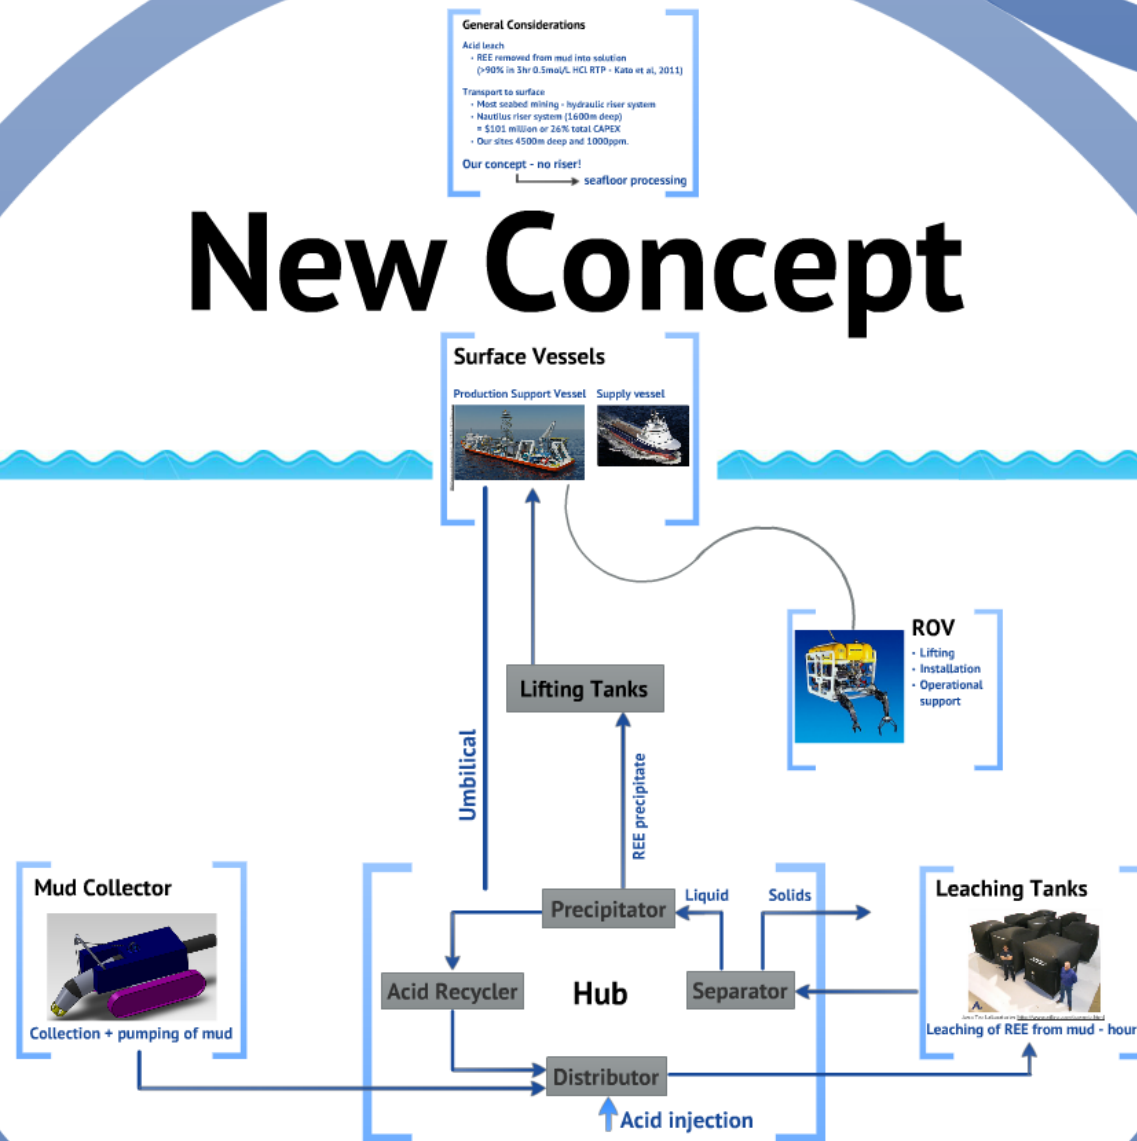 General Considerations
Acid leach
• REE removed from mud into solution
(>90% in 3hr 0.5mol/L HCl RTP - Kato et al, 2011)
Transport to surface
• Most seabed mining - hydraulic riser system
• Nautilus riser system (1600m deep)
= $101 million or 26% total CAPEX
• Our sites 4500m deep and 1000ppm.
Our concept - no riser!
seafloor processing
New Concept
Surface Vessels
Production Support Vessel
Supply vessel
ROV
• Lifting
• Installation
• Operational
support
Lifting Tanks
Umbilical
REE precipitate
Mud Collector
Collection + pumping of mud
Precipitator
Liquid
Solids
Acid Recycler
Hub
Separator
Distributor
Acid injection
Leaching Tanks
Leaching of REE from mud - hour